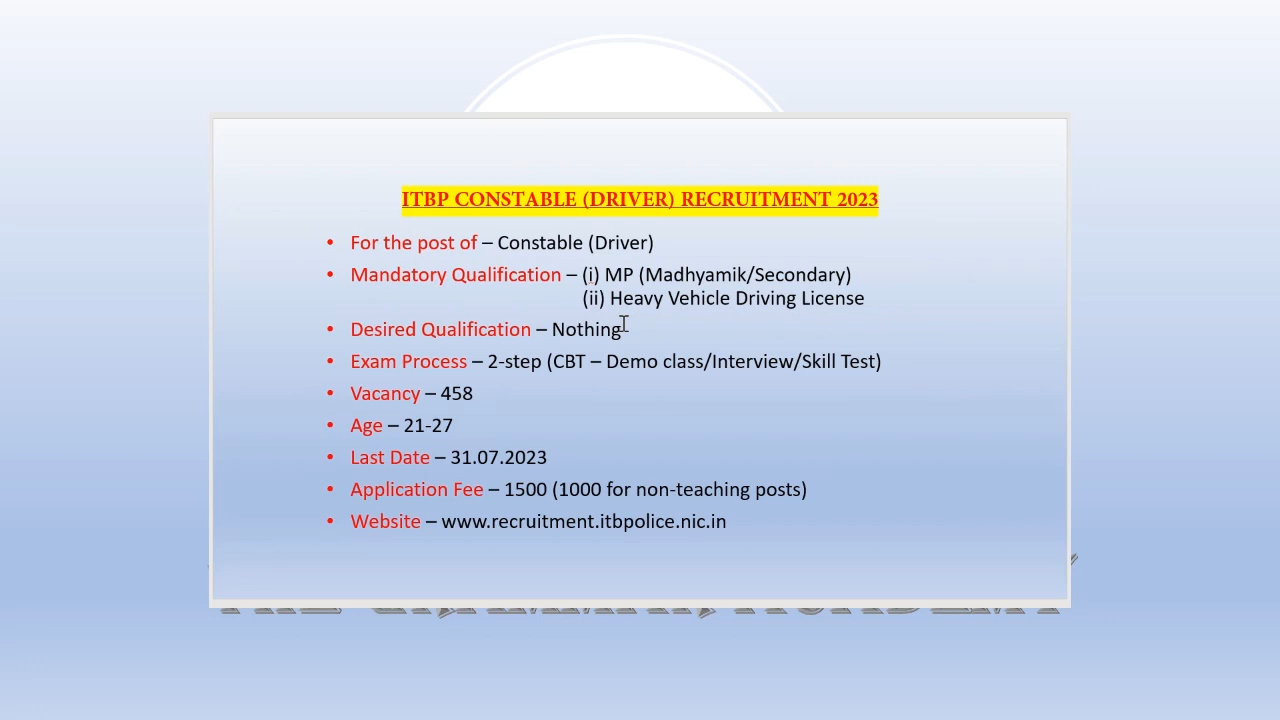 ITBP CONSTABLE (DRIVER) RECRUITMENT 2023
• For the post of – Constable (Driver)
• Mandatory Qualification – (i) MP (Madhyamik/Secondary)
(ii) Heavy Vehicle Driving License
• Desired Qualification – Nothing
• Exam Process – 2-step (CBT – Demo class/Interview/Skill Test)
• Vacancy – 458
• Age – 21-27
• Last Date – 31.07.2023
• Application Fee – 1500 (1000 for non-teaching posts)
• Website – www.recruitment.itbpolice.nic.in